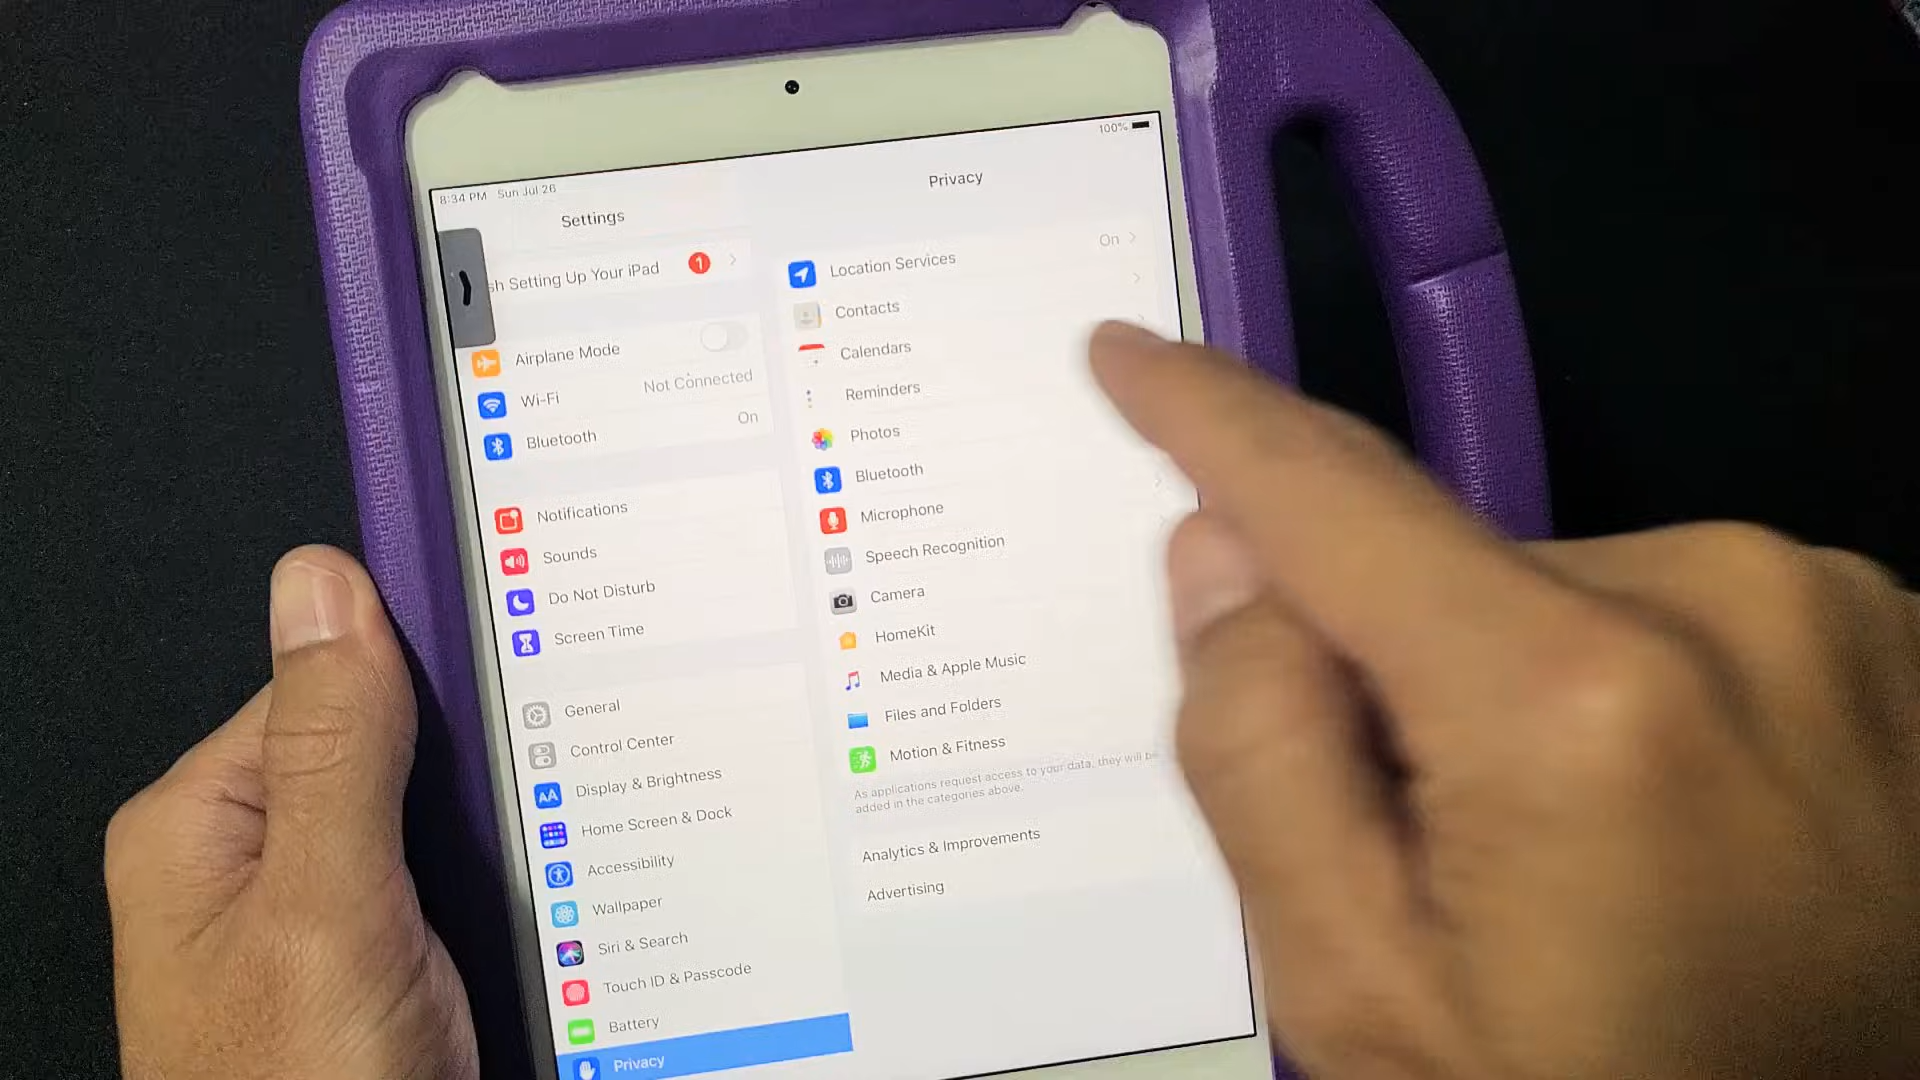 8:34 PM Sun Jul 26
100%
Settings
sh Setting Up Your iPad 1
Airplane Mode
Wi-Fi Not Connected
Bluetooth On
Notifications
Sounds
Do Not Disturb
Screen Time
General
Control Center
AA Display & Brightness
Home Screen & Dock
Accessibility
Wallpaper
Siri & Search
Touch ID & Passcode
Battery
Privacy
Privacy
Location Services On
Contacts
Calendars
Reminders
Photos
Bluetooth
Microphone
Speech Recognition
Camera
HomeKit
Media & Apple Music
Files and Folders
Motion & Fitness
As applications request access to your data, they will be
added in the categories above.
Analytics & Improvements
Advertising